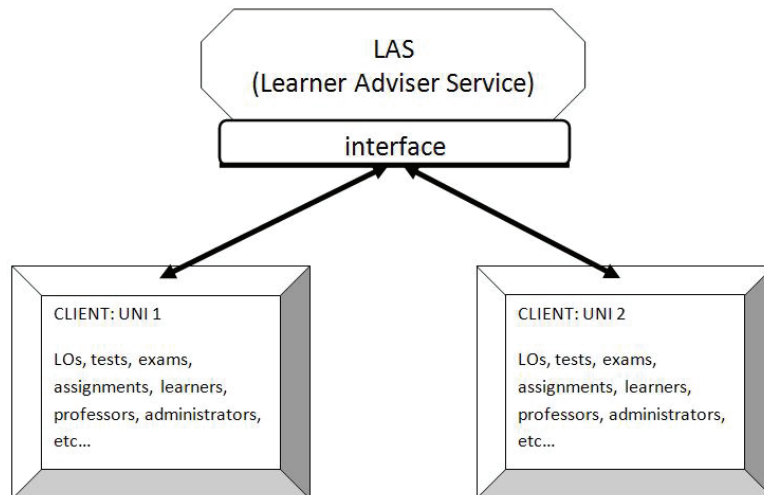 LAS
(Learner Adviser Service)
interface
CLIENT: UNI 1
LOs, tests, exams,
assignments, learners,
professors, administrators,
etc...
CLIENT: UNI 2
LOs, tests, exams,
assignments, learners,
professors, administrators,
etc...